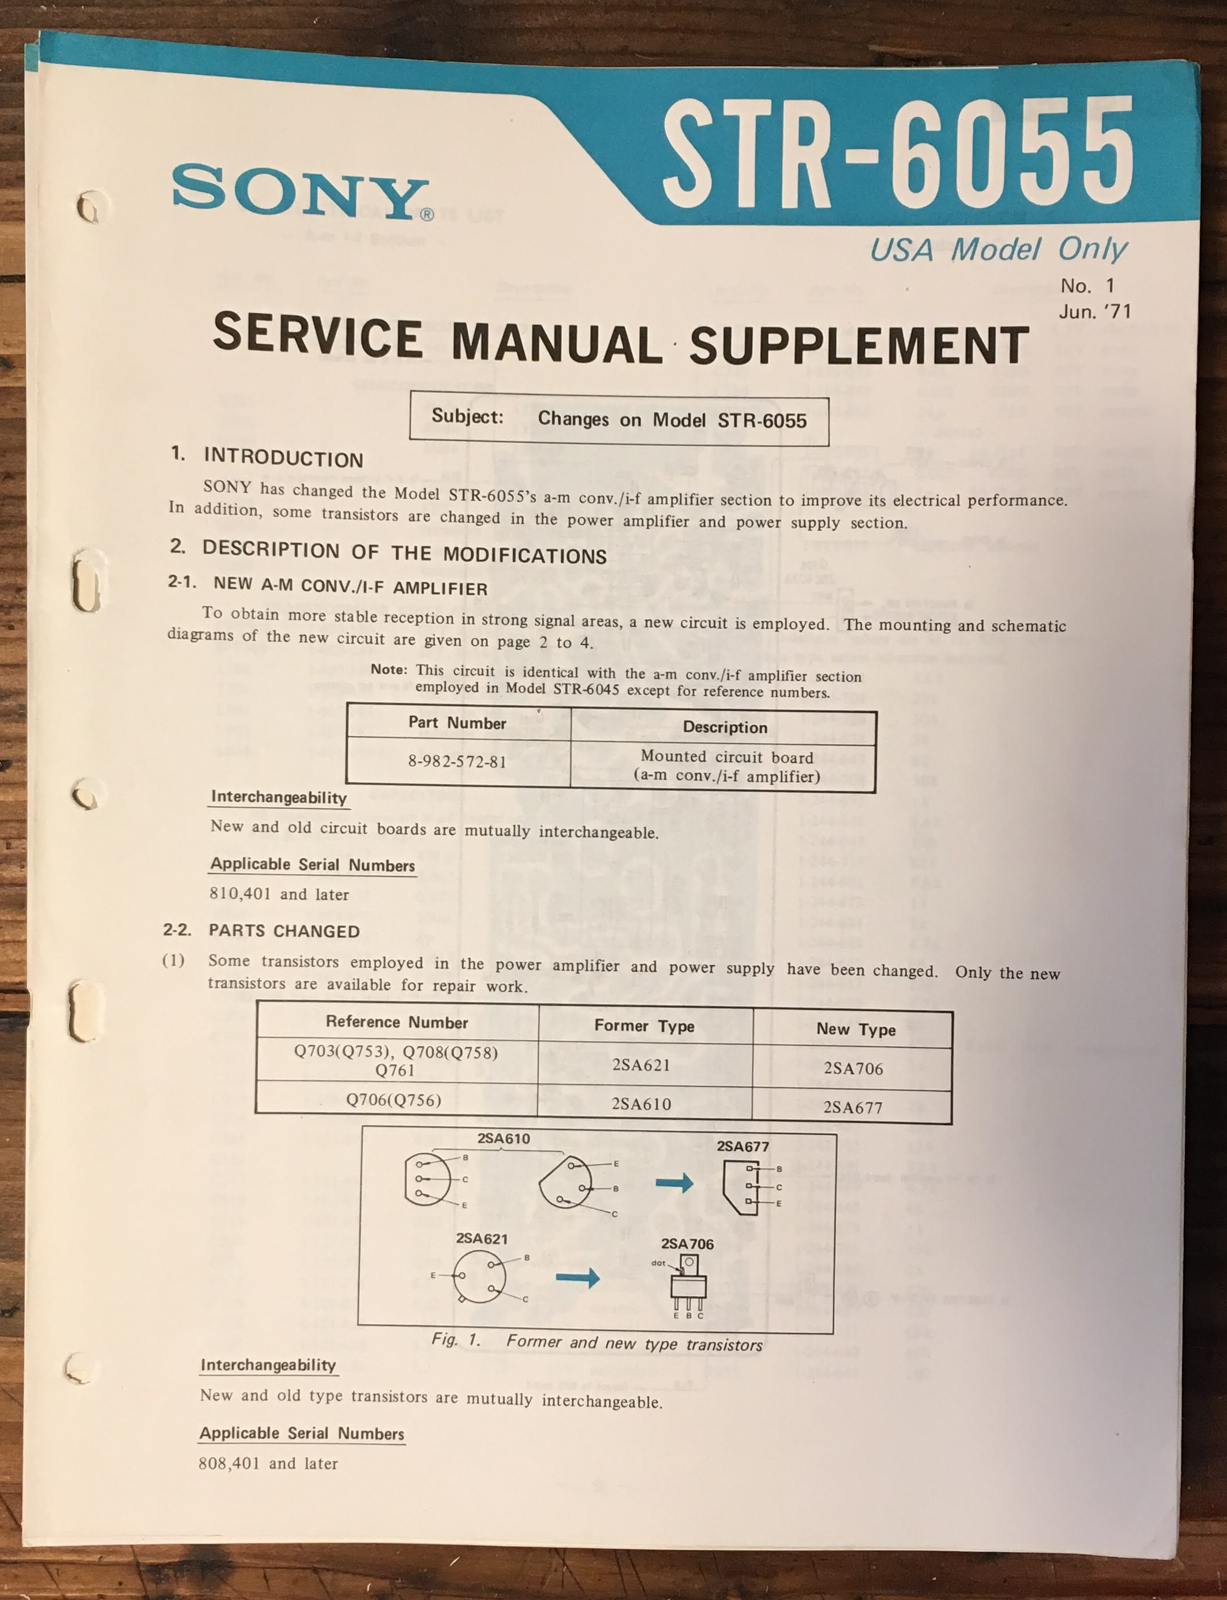 STR-6055
SONY®
USA Model Only
No. 1
Jun. '71
SERVICE MANUAL SUPPLEMENT
Subject: Changes on Model STR-6055
1. INTRODUCTION
SONY has changed the Model STR-6055's a-m conv./i-f amplifier section to improve its electrical performance.
In addition, some transistors are changed in the power amplifier and power supply section.
2. DESCRIPTION OF THE MODIFICATIONS
2-1. NEW A-M CONV./I-F AMPLIFIER
To obtain more stable reception in strong signal areas, a new circuit is employed. The mounting and schematic
diagrams of the new circuit are given on page 2 to 4.
Note: This circuit is identical with the a-m conv./i-f amplifier section
employed in Model STR-6045 except for reference numbers.
Part Number Description
8-982-572-81 Mounted circuit board
(a-m conv./i-f amplifier)
Interchangeability
New and old circuit boards are mutually interchangeable.
Applicable Serial Numbers
810,401 and later
2-2. PARTS CHANGED
(1) Some transistors employed in the power amplifier and power supply have been changed. Only the new
transistors are available for repair work.
Reference Number Former Type New Type
Q703(Q753), Q708(Q758)
Q761 2SA621 2SA706
Q706(Q756) 2SA610 2SA677
2SA610 2SA677
B E B
C B C
E C E
2SA621 2SA706
B dot
E
C E B C
Fig. 1. Former and new type transistors
Interchangeability
New and old type transistors are mutually interchangeable.
Applicable Serial Numbers
808,401 and later